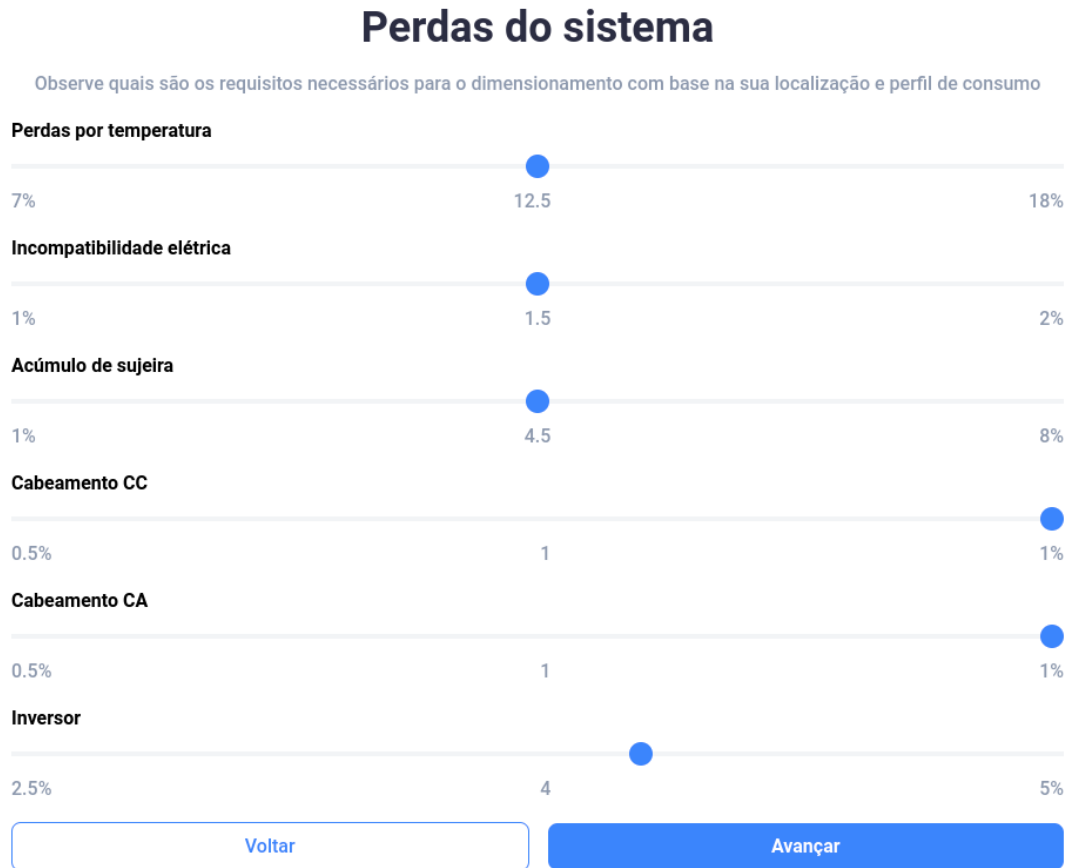 Perdas do sistema
Observe quais são os requisitos necessários para o dimensionamento com base na sua localização e perfil de consumo
Perdas por temperatura
7% 12.5 18%
Incompatibilidade elétrica
1% 1.5 2%
Acúmulo de sujeira
1% 4.5 8%
Cabeamento CC
0.5% 1 1%
Cabeamento CA
0.5% 1 1%
Inversor
2.5% 4 5%
Voltar Avançar